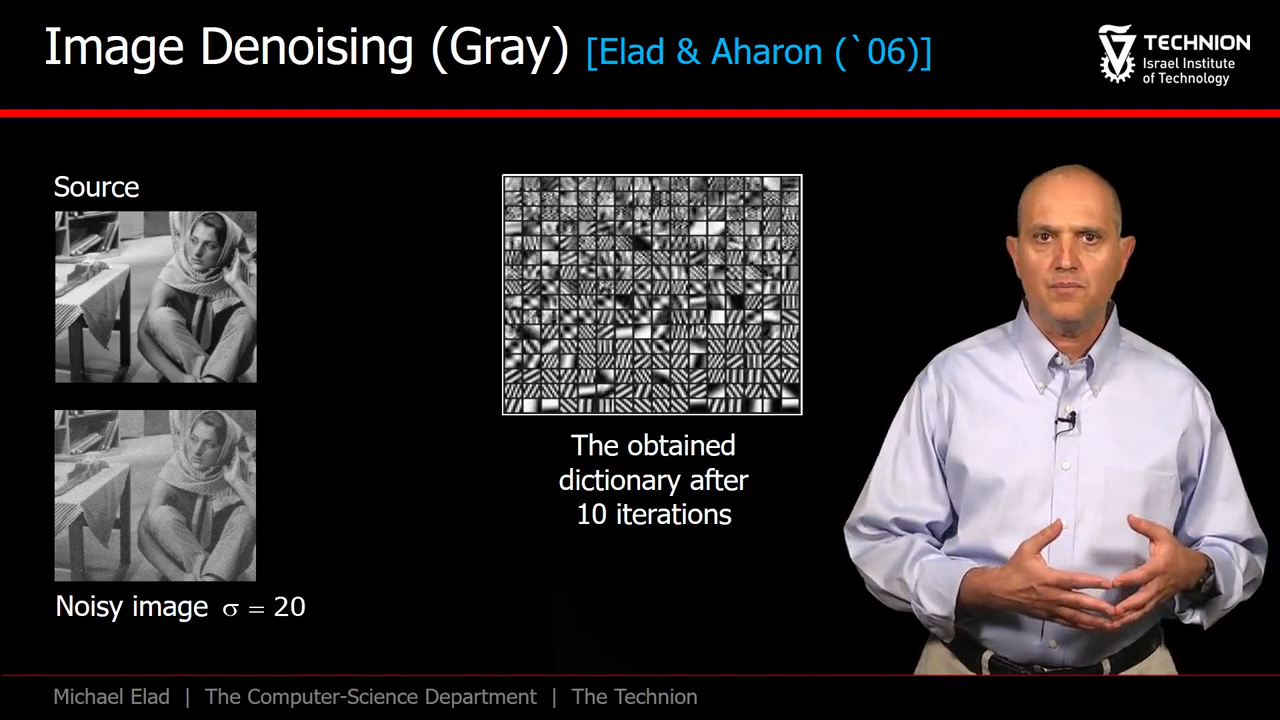 Image Denoising (Gray) [Elad & Aharon (`06)]
TECHNION
Israel Institute
of Technology
Source
The obtained
dictionary after
10 iterations
Noisy image σ = 20
Michael Elad | The Computer-Science Department | The Technion